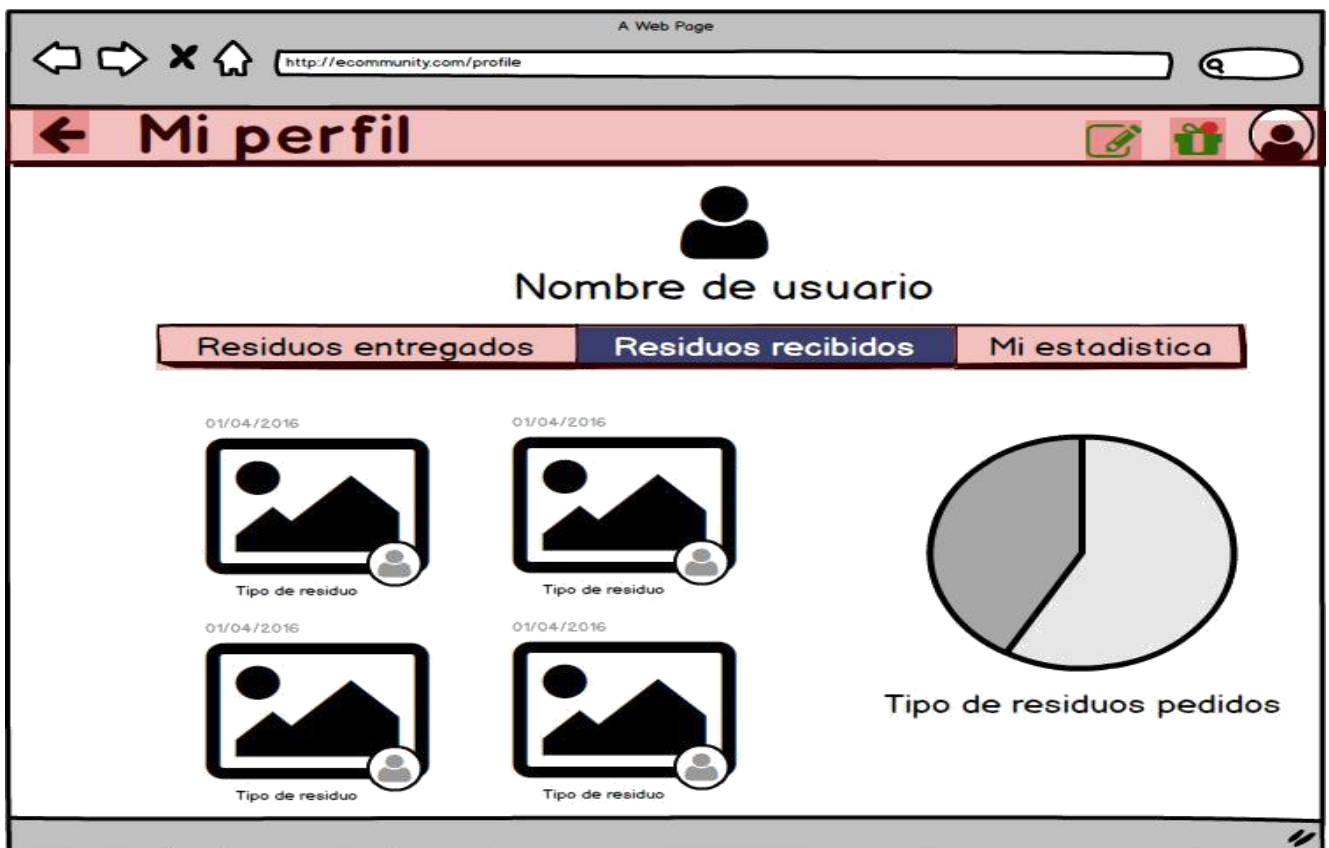 A Web Page
http://ecommunity.com/profile
Mi perfil
Nombre de usuario
Residuos entregados
Residuos recibidos
Mi estadistica
01/04/2016
01/04/2016
Tipo de residuo
Tipo de residuo
01/04/2016
01/04/2016
Tipo de residuo
Tipo de residuo
Tipo de residuos pedidos